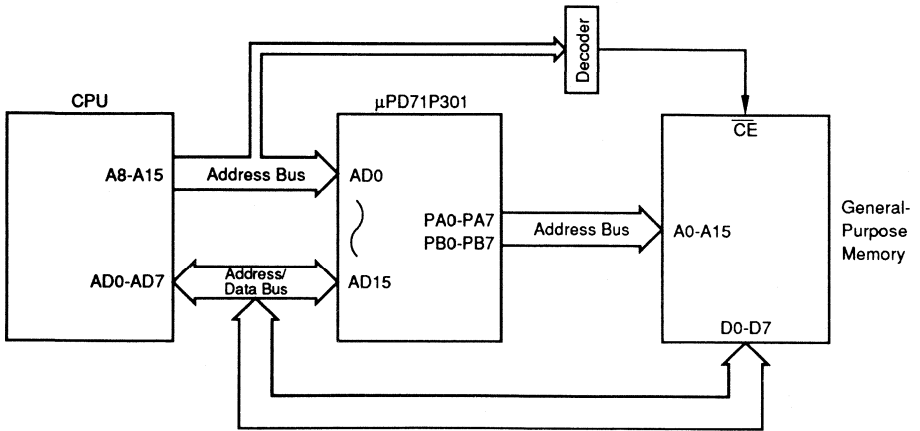 Decoder
CPU
μPD71P301
CE
A8-A15
Address Bus
AD0
PA0-PA7
PB0-PB7
Address Bus
A0-A15
General-
Purpose
Memory
AD0-AD7
Address/
Data Bus
AD15
D0-D7